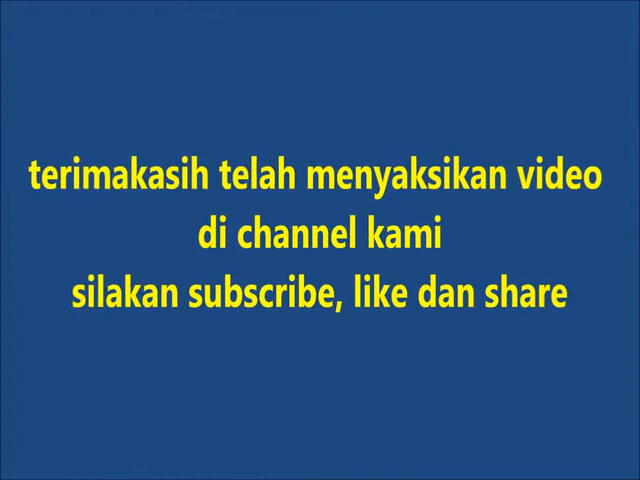 terimakasih telah menyaksikan video
di channel kami
silakan subscribe, like dan share